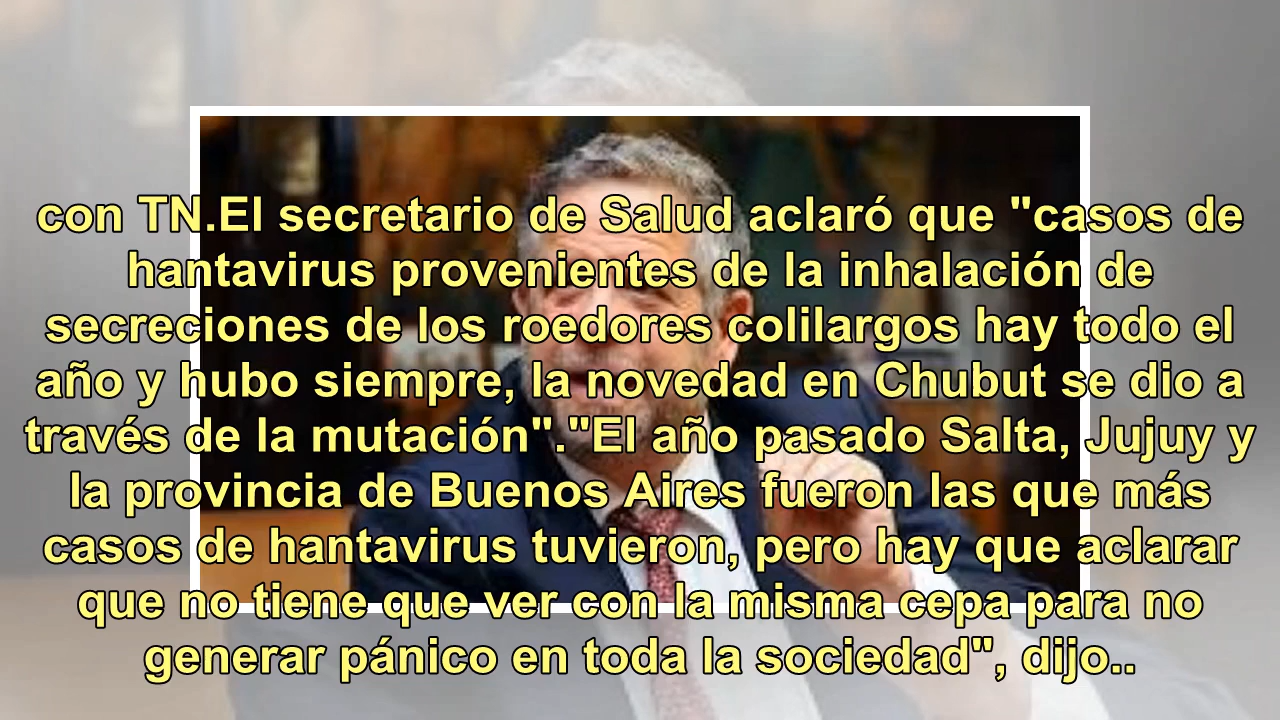 con TN.El secretario de Salud aclaró que "casos de
hantavirus provenientes de la inhalación de
secreciones de los roedores colilargos hay todo el
año y hubo siempre, la novedad en Chubut se dio a
través de la mutación"."El año pasado Salta, Jujuy y
la provincia de Buenos Aires fueron las que más
casos de hantavirus tuvieron, pero hay que aclarar
que no tiene que ver con la misma cepa para no
generar pánico en toda la sociedad", dijo..